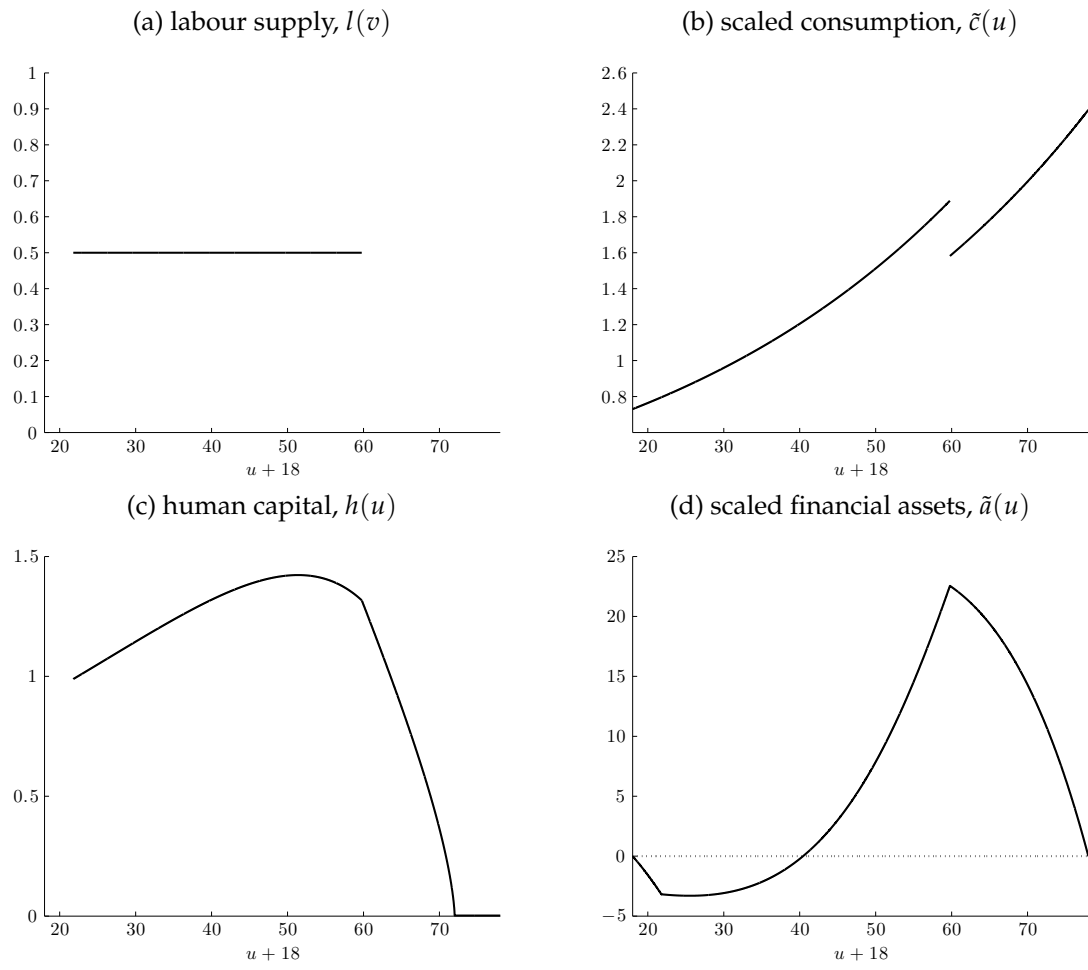 (a) labour supply, l(v)
1
0.9
0.8
0.7
0.6
0.5
0.4
0.3
0.2
0.1
0
20 30 40 50 60 70
u + 18
(b) scaled consumption, c̃(u)
2.6
2.4
2.2
2
1.8
1.6
1.4
1.2
1
0.8
20 30 40 50 60 70
u + 18
(c) human capital, h(u)
1.5
1
0.5
0
20 30 40 50 60 70
u + 18
(d) scaled financial assets, ã(u)
25
20
15
10
5
0
−5
20 30 40 50 60 70
u + 18